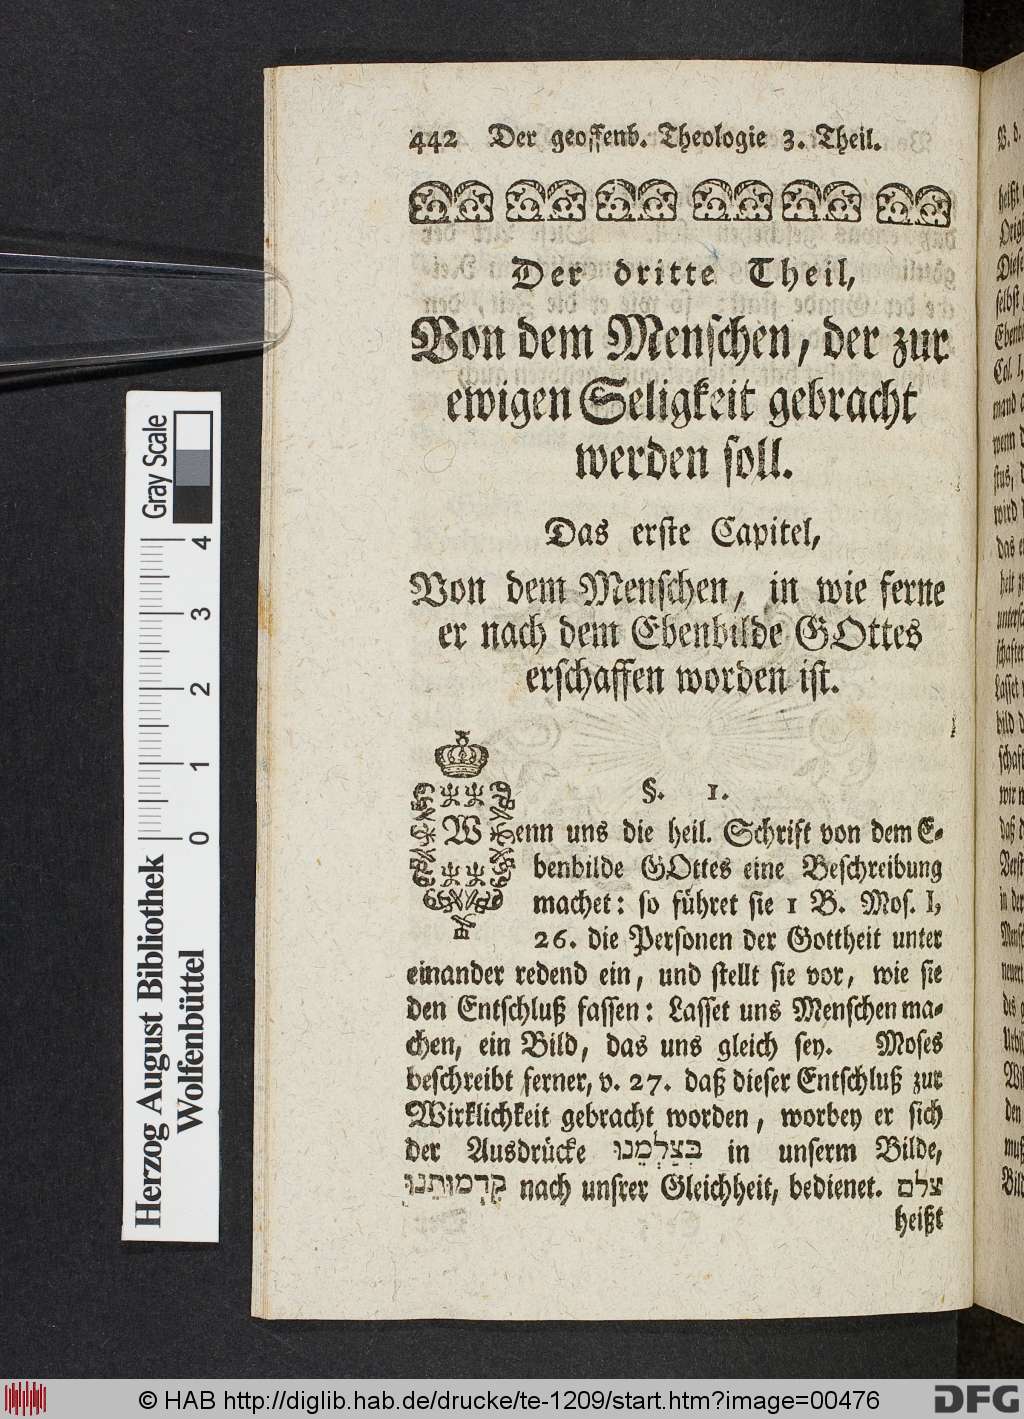 442 Der geoffenb. Theologie 3. Theil.
Der dritte Theil,
Von dem Menschen, der zur
ewigen Seligkeit gebracht
werden soll.
Das erste Capitel,
Von dem Menschen, in wie ferne
er nach dem Ebenbilde GOttes
erschaffen worden ist.
§. 1.
Wenn uns die heil. Schrift von dem E-
benbilde GOttes eine Beschreibung
machet: so führet sie 1 B. Mos. I,
26. die Personen der Gottheit unter
einander redend ein, und stellt sie vor, wie sie
den Entschluß fassen: Lasset uns Menschen ma-
chen, ein Bild, das uns gleich sey. Moses
beschreibt ferner, v. 27. daß dieser Entschluß zur
Wirklichkeit gebracht worden, worbey er sich
der Ausdrücke בְּצַלְמֵנוּ in unserm Bilde,
nach unsrer Gleichheit, bedienet. צלם
heißt
Gray Scale
0 1 2 3 4
Herzog August Bibliothek
Wolfenbüttel
© HAB http://diglib.hab.de/drucke/te-1209/start.htm?image=00476
DFG